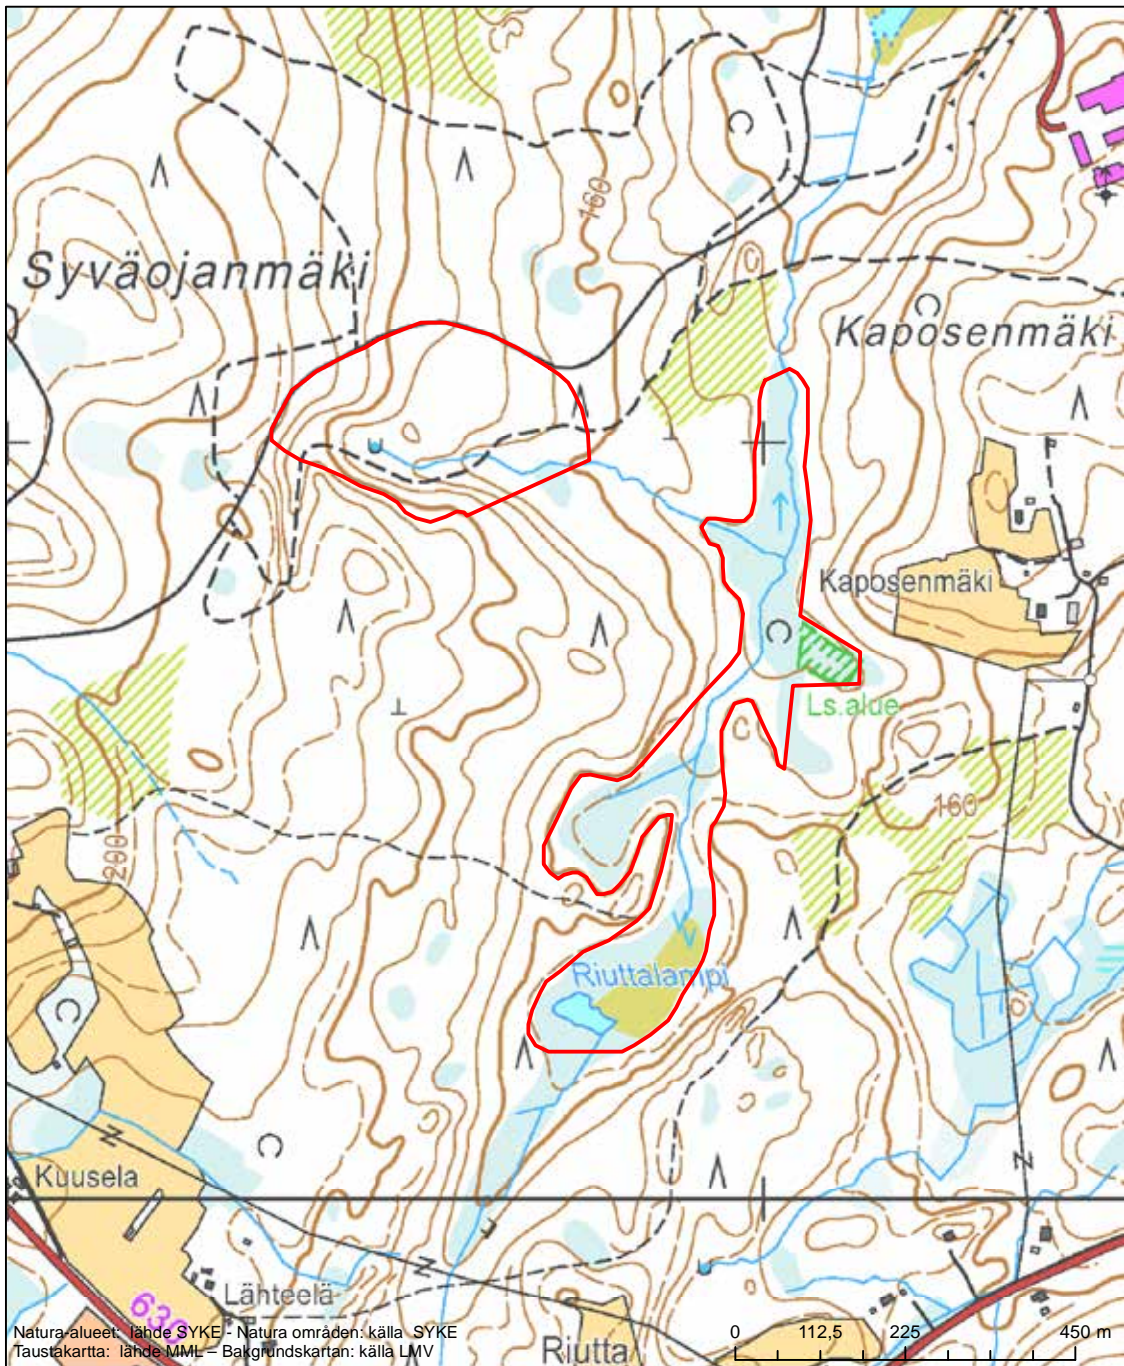 160
Syväojanmäki
Kaposenmäki
Kaposenmäki
Ls.alue
160
200
Riuttalampi
Kuusela
Lähteelä
630
Riutta
Natura-alueet: lähde SYKE - Natura områden: källa SYKE
Taustakartta: lähde MML – Bakgrundskartan: källa LMV
0 112,5 225 450 m